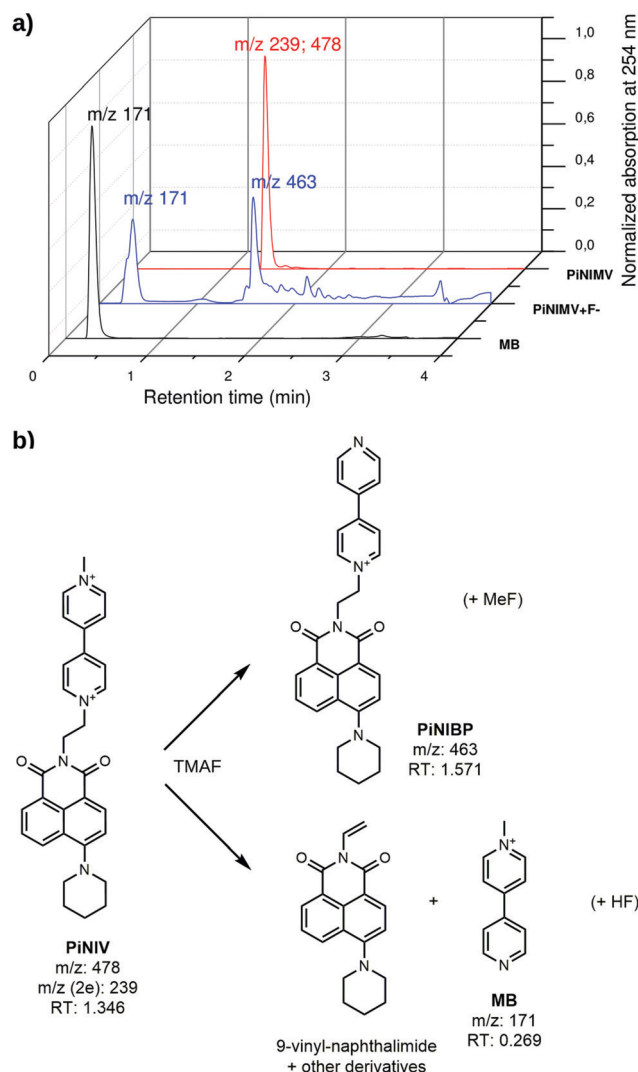 a)
m/z 239; 478
m/z 171
m/z 171
m/z 463
1,0
0,8
0,6
0,4
0,2
0,0
Normalized absorption at 254 nm
PiNIMV
PiNIMV+F-
MB
0
1
2
3
4
Retention time (min)
b)
N
N+
N
O
O
N
(+ MeF)
PiNIBP
m/z: 463
RT: 1.571
N+
N+
N
O
O
N
PiNIV
m/z: 478
m/z (2e): 239
RT: 1.346
TMAF
N
O
O
N
9-vinyl-naphthalimide
+ other derivatives
+
N+
N
MB
m/z: 171
RT: 0.269
(+ HF)